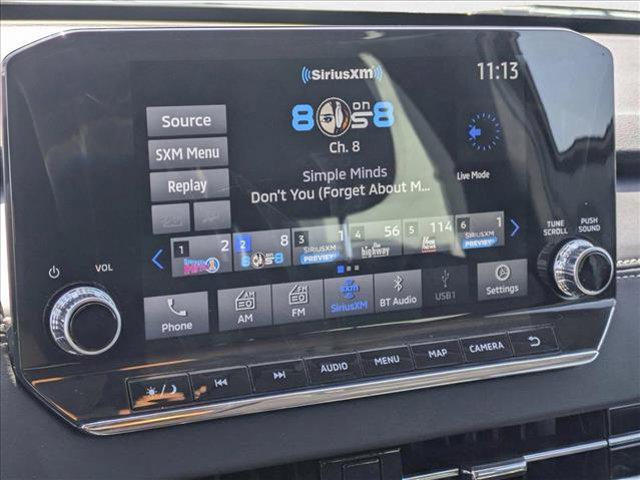 SiriusXM
11:13
8 on 8
Ch. 8
Source
SXM Menu
Replay
Simple Minds
Don't You (Forget About M...
Live Mode
1 2
2 8
3 1 SIRIUSXM PREVIEW
4 56 the highway
5 114
6 1 SIRIUSXM PREVIEW
VOL
TUNE SCROLL
PUSH SOUND
Phone
AM
FM
SiriusXM
BT Audio
USB1
Settings
AUDIO
MENU
MAP
CAMERA